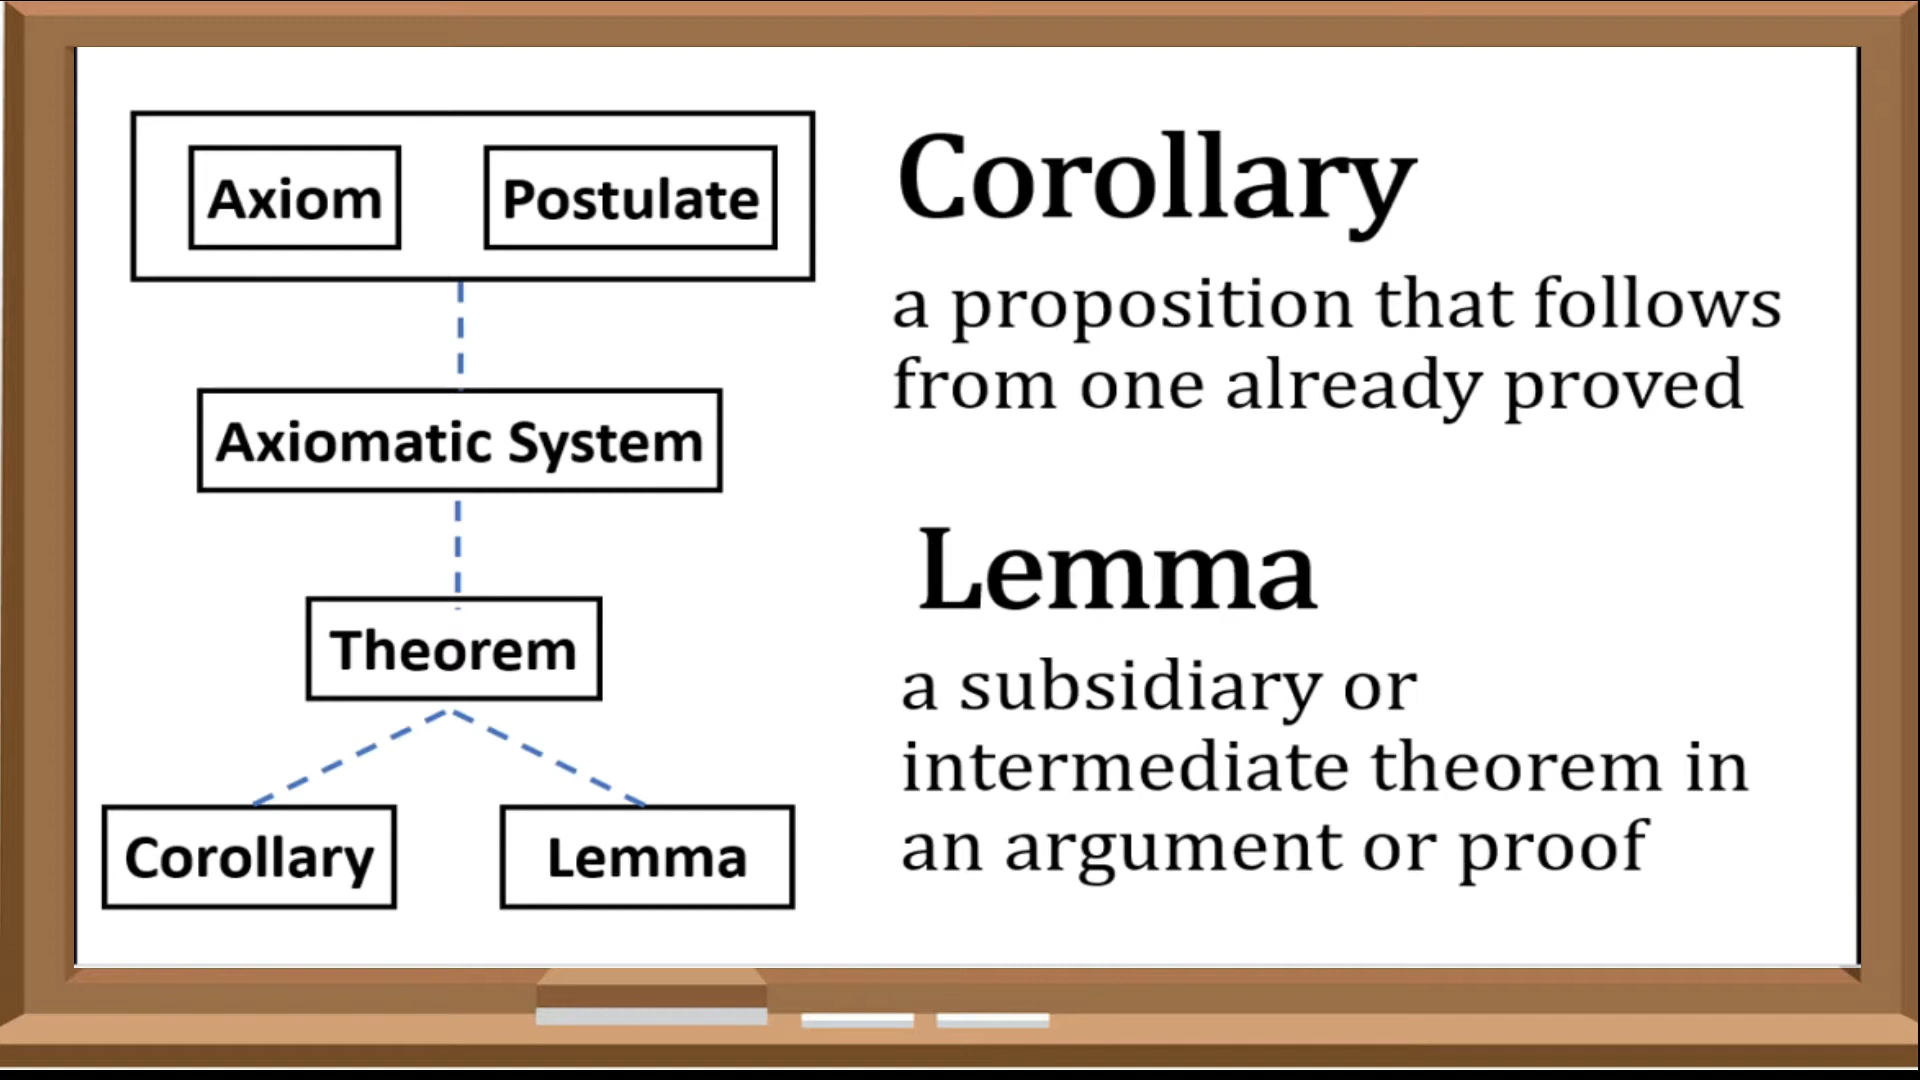 Axiom
Postulate
Axiomatic System
Theorem
Corollary
Lemma
Corollary
a proposition that follows
from one already proved
Lemma
a subsidiary or
intermediate theorem in
an argument or proof